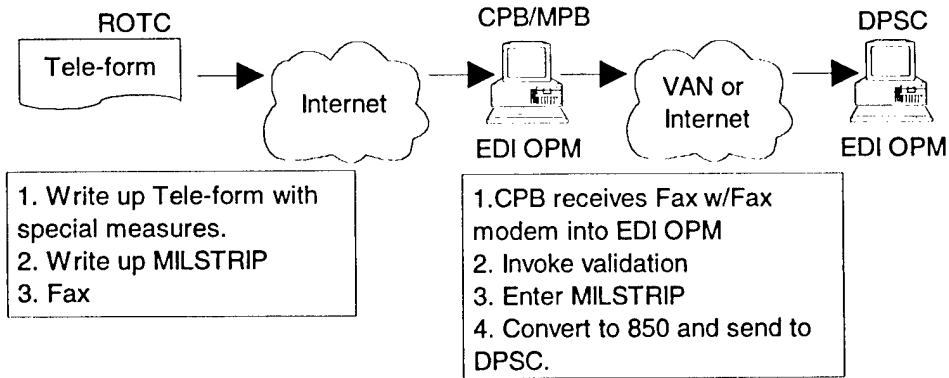 ROTC
CPB/MPB
DPSC
Tele-form
Internet
VAN or
Internet
EDI OPM
EDI OPM
1. Write up Tele-form with
special measures.
2. Write up MILSTRIP
3. Fax
1.CPB receives Fax w/Fax
modem into EDI OPM
2. Invoke validation
3. Enter MILSTRIP
4. Convert to 850 and send to
DPSC.